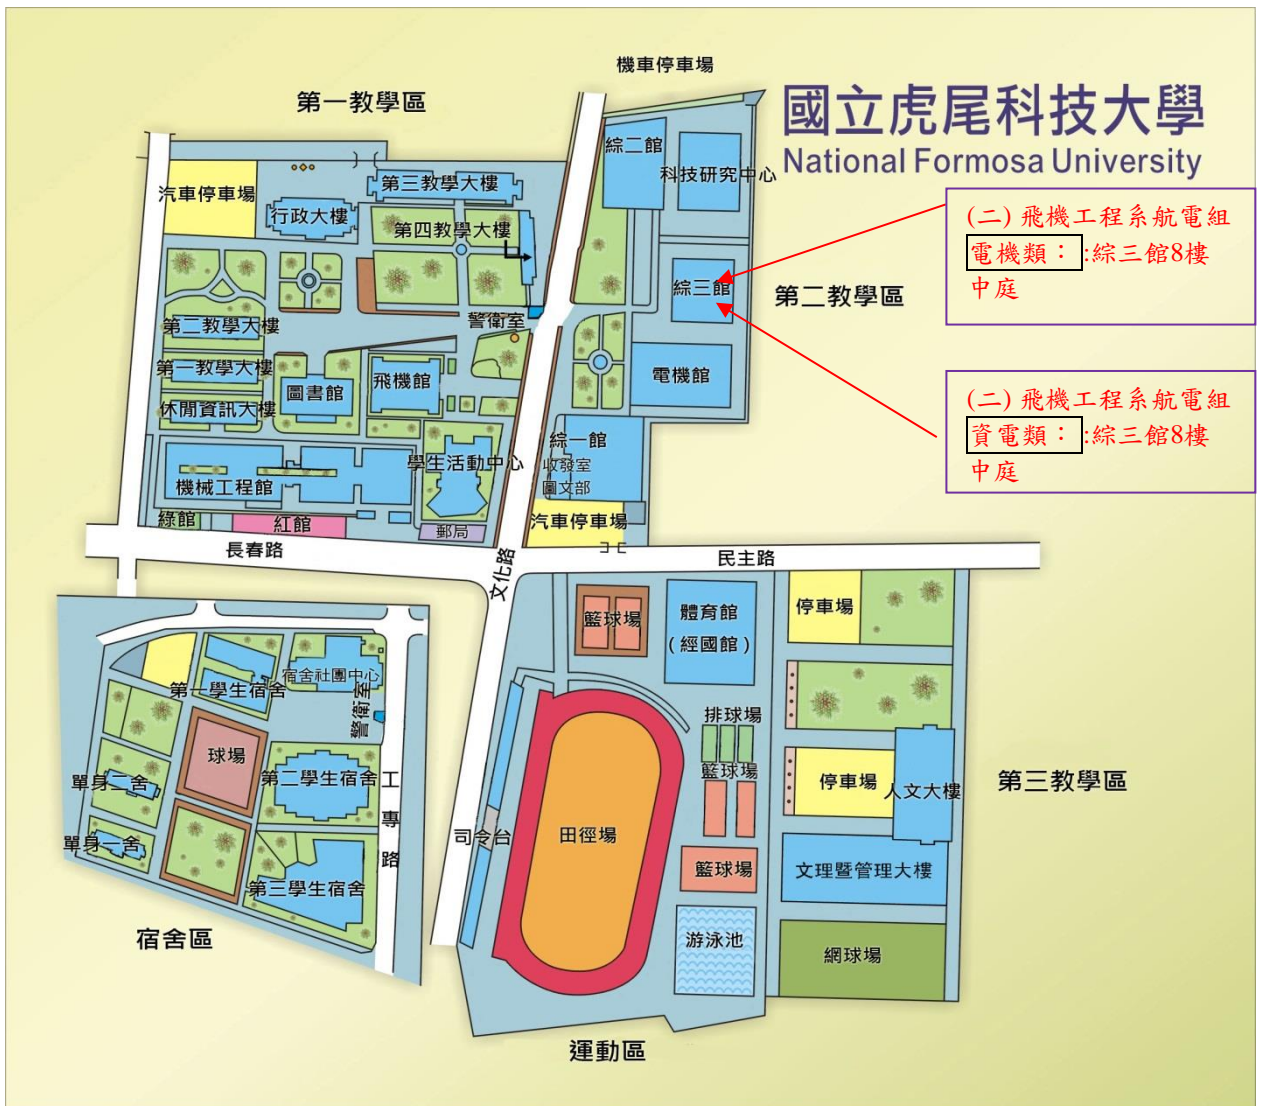 機車停車場
第一教學區
國立虎尾科技大學
National Formosa University
綜二館
科技研究中心
汽車停車場
第三教學大樓
行政大樓
第四教學大樓
(二) 飛機工程系航電組
電機類： :綜三館8樓
中庭
綜三館
第二教學區
警衛室
第二教學大樓
第一教學大樓
圖書館
飛機館
電機館
休閒資訊大樓
(二) 飛機工程系航電組
資電類： :綜三館8樓
中庭
綜一館
收發室
圖文部
學生活動中心
機械工程館
綠館
紅館
郵局
汽車停車場
長春路
文化路
民主路
籃球場
體育館
(經國館)
停車場
宿舍社團中心
第一學生宿舍
警衛室
排球場
球場
籃球場
第二學生宿舍
單身二舍
工專路
停車場
人文大樓
第三教學區
單身一舍
司令台
田徑場
籃球場
文理暨管理大樓
第三學生宿舍
宿舍區
游泳池
網球場
運動區